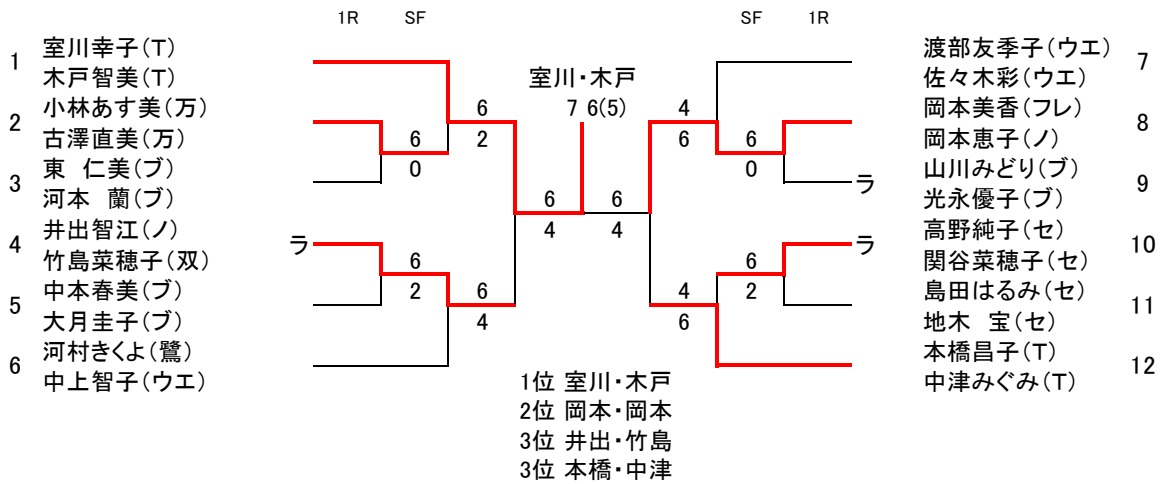 1R SF SF 1R
1 室川幸子(T) 渡部友季子(ウエ) 7
木戸智美(T) 室川・木戸 佐々木彩(ウエ)
2 小林あす美(万) 6 7 6(5) 4 岡本美香(フレ) 8
古澤直美(万) 6 2 6 6 岡本恵子(ノ)
3 東 仁美(ブ) 0 0 山川みどり(ブ) 9
河本 蘭(ブ) 6 6 ラ 光永優子(ブ)
4 井出智江(ノ) ラ 4 4 ラ 高野純子(セ) 10
竹島菜穂子(双) 6 6 関谷菜穂子(セ)
5 中本春美(ブ) 2 6 4 2 島田はるみ(セ) 11
大月圭子(ブ) 4 6 地木 宝(セ)
6 河村きくよ(鷺) 本橋昌子(T) 12
中上智子(ウエ) 中津みぐみ(T)
1位 室川・木戸
2位 岡本・岡本
3位 井出・竹島
3位 本橋・中津